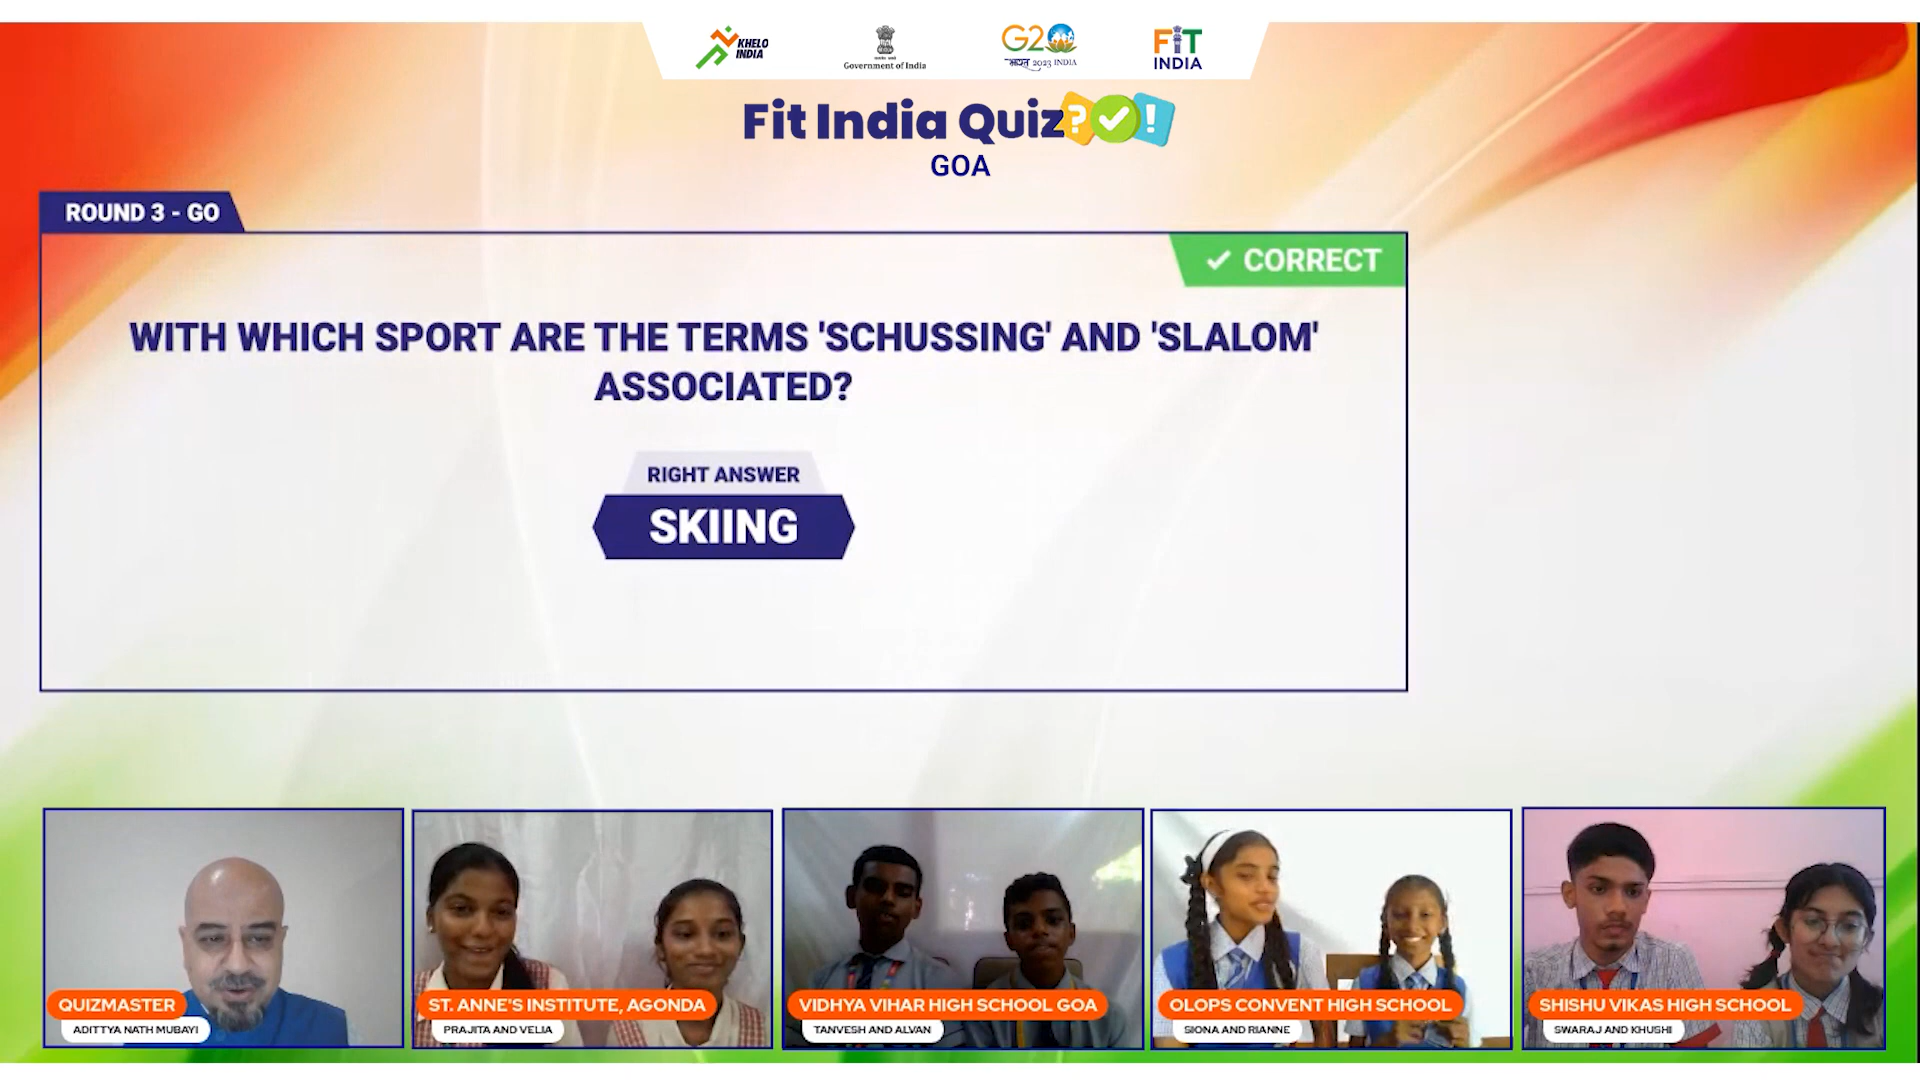 KHELO
INDIA
Government of India
G20
भारत 2023 INDIA
FIT
INDIA
Fit India Quiz?!
GOA
ROUND 3 - GO
CORRECT
WITH WHICH SPORT ARE THE TERMS 'SCHUSSING' AND 'SLALOM'
ASSOCIATED?
RIGHT ANSWER
SKIING
QUIZMASTER
ADITTYA NATH MUBAYI
ST. ANNE'S INSTITUTE, AGONDA
PRAJITA AND VELIA
VIDHYA VIHAR HIGH SCHOOL GOA
TANVESH AND ALVAN
OLOPS CONVENT HIGH SCHOOL
SIONA AND RIANNE
SHISHU VIKAS HIGH SCHOOL
SWARAJ AND KHUSHI